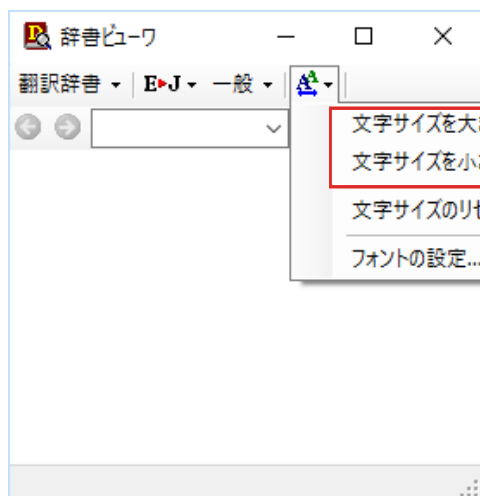 辞書ビューワ
翻訳辞書 E▶J 一般 A
文字サイズを大
文字サイズを小
文字サイズのリセ
フォントの設定...